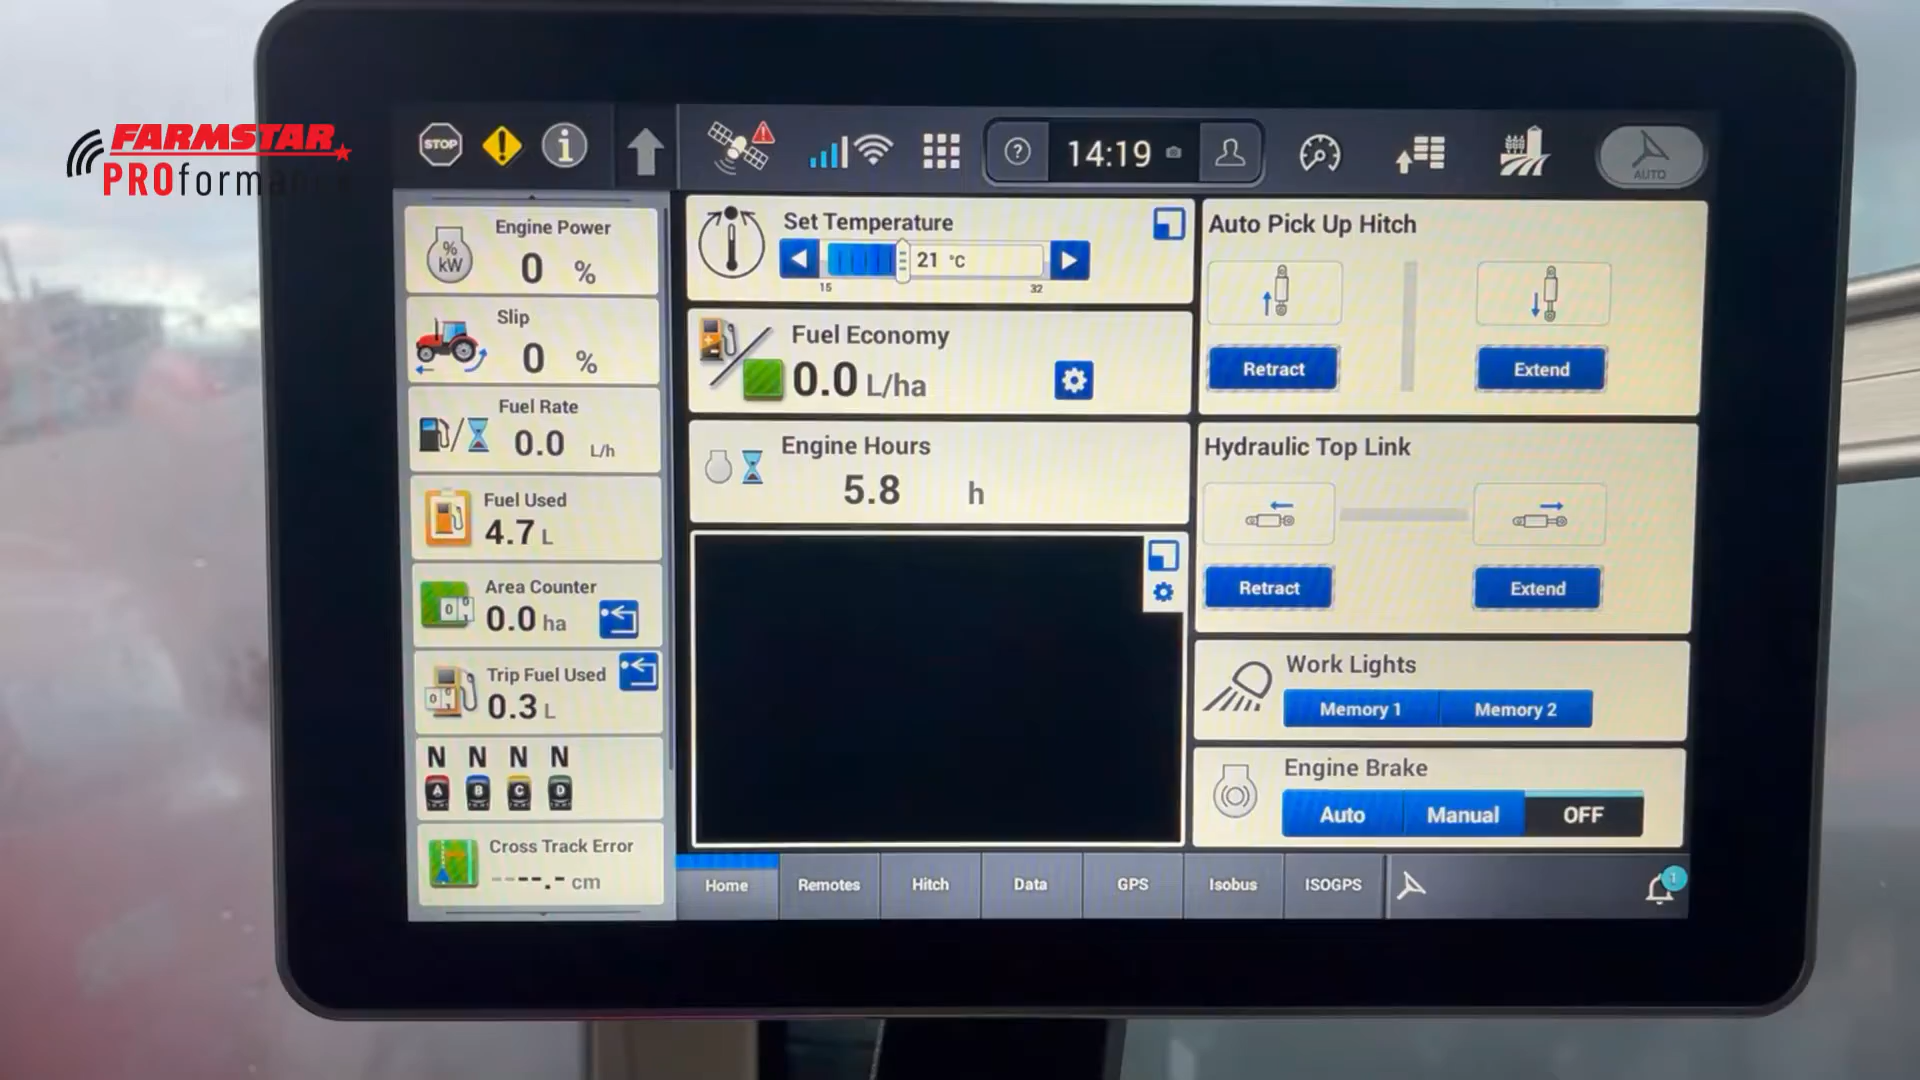 FARMSTAR
PROforman
STOP
14:19
AUTO
%
kW
Engine Power
0 %
Slip
0 %
Fuel Rate
0.0 L/h
Fuel Used
4.7 L
Area Counter
0.0 ha
Trip Fuel Used
0.3 L
N N N N
A B C D
Cross Track Error
----.- cm
Set Temperature
21 °C
15 32
Fuel Economy
0.0 L/ha
Engine Hours
5.8 h
Auto Pick Up Hitch
Retract Extend
Hydraulic Top Link
Retract Extend
Work Lights
Memory 1 Memory 2
Engine Brake
Auto Manual OFF
Home Remotes Hitch Data GPS Isobus ISOGPS
1